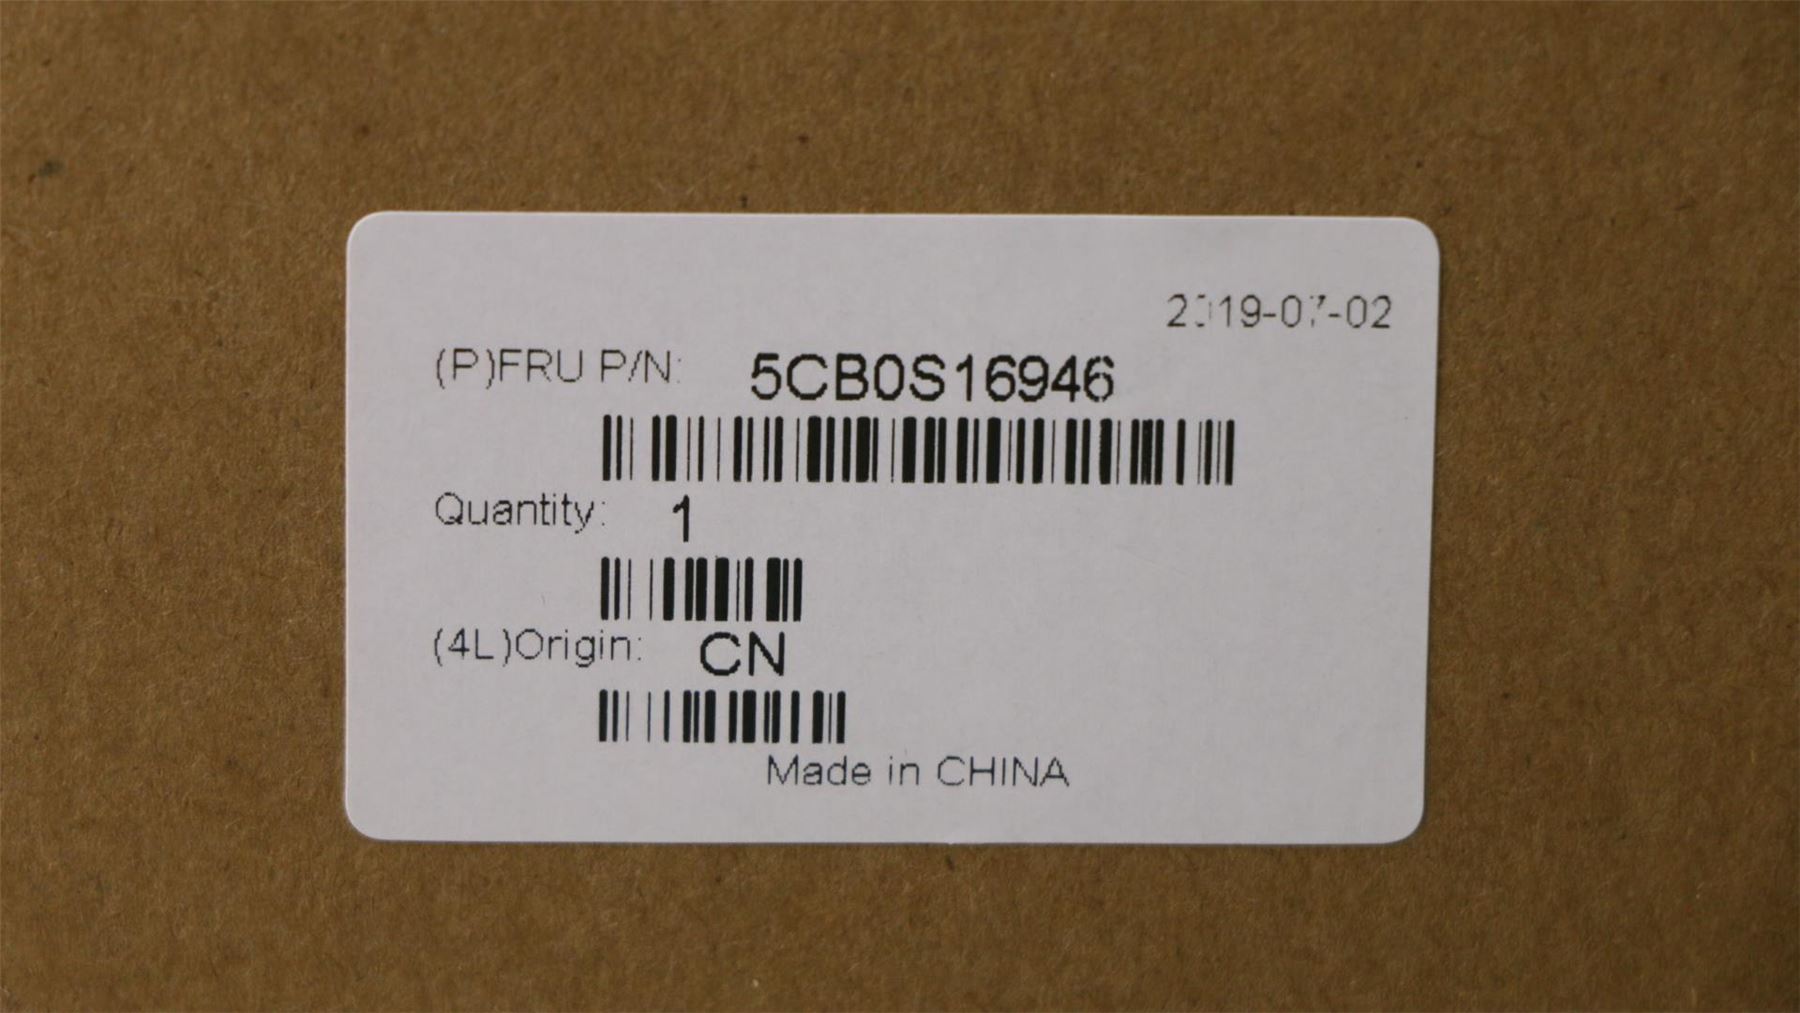 2019-07-02
(P)FRU P/N: 5CB0S16946
Quantity: 1
(4L)Origin: CN
Made in CHINA